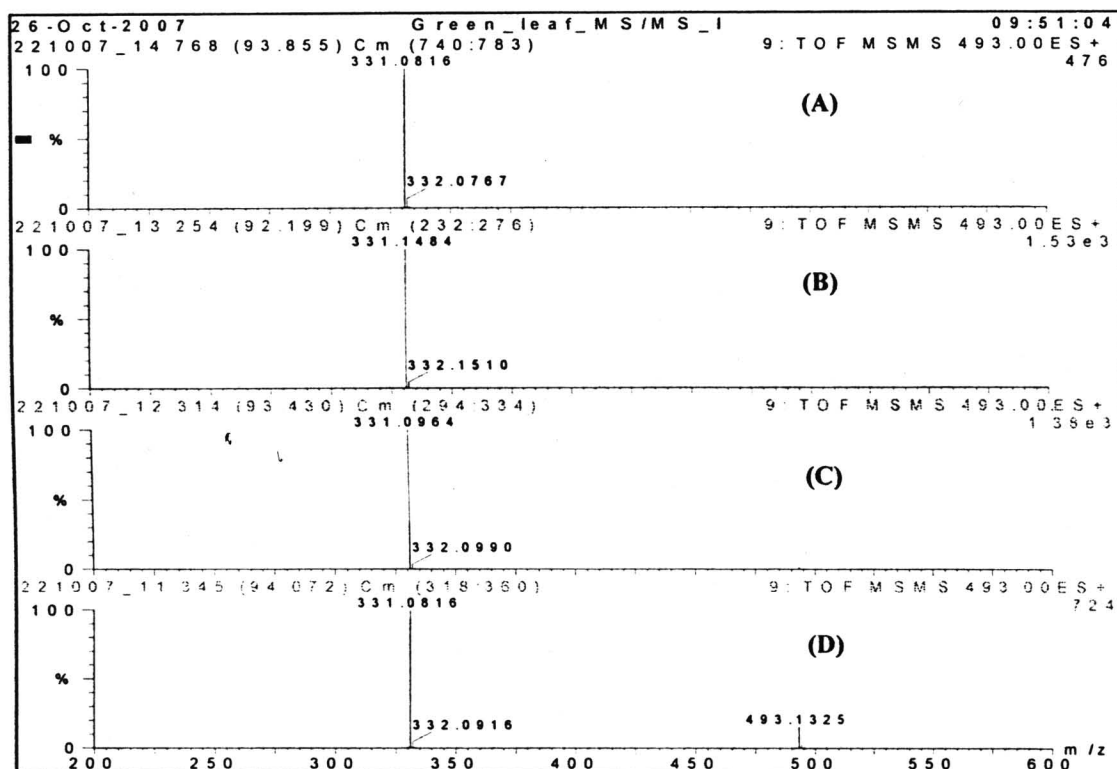 26-Oct-2007 Green_leaf_MS/MS_I 09:51:04
221007_14 768 (93.855) Cm (740:783) 9: TOF MSMS 493.00ES+
331.0816 476
100
(A)
%
332.0767
0
221007_13 254 (92.199) Cm (232:276) 9: TOF MSMS 493.00ES+
331.1484 1.53e3
100
(B)
%
332.1510
0
221007_12 314 (93.430) Cm (294:334) 9: TOF MSMS 493.00ES+
331.0964 1.38e3
100
(C)
%
332.0990
0
221007_11 345 (94.072) Cm (318:360) 9: TOF MSMS 493.00ES+
331.0816 724
100
(D)
%
332.0916 493.1325
0 m/z
200 250 300 350 400 450 500 550 600